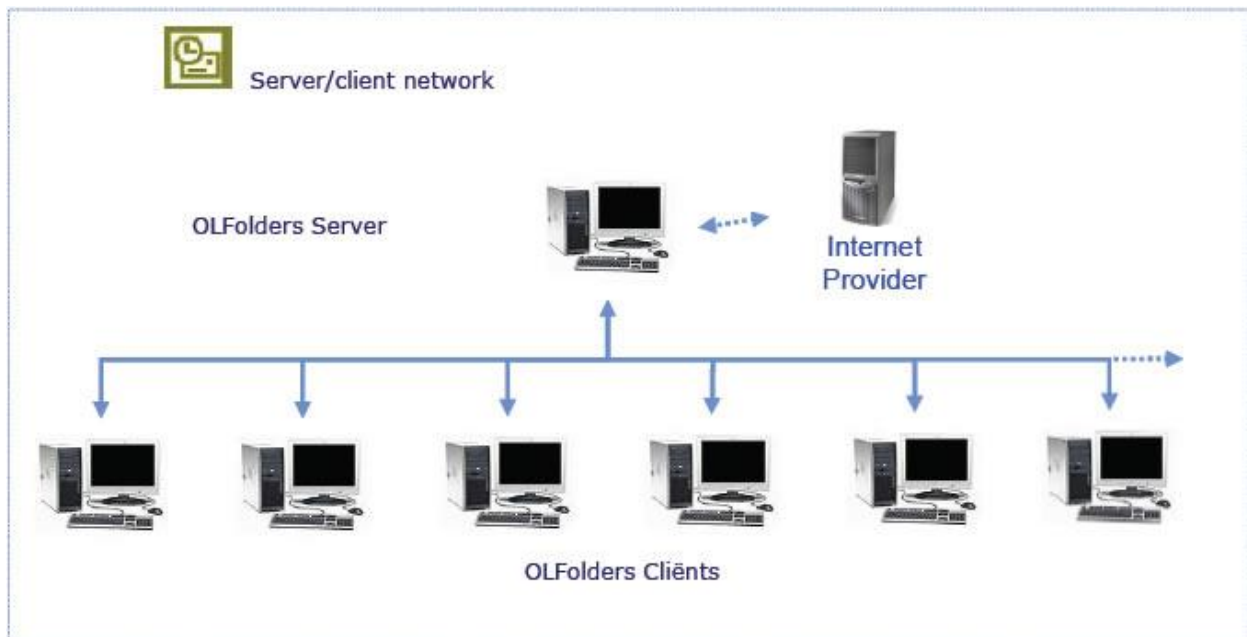 Server/client network
OLFolders Server
Internet
Provider
OLFolders Cliënts